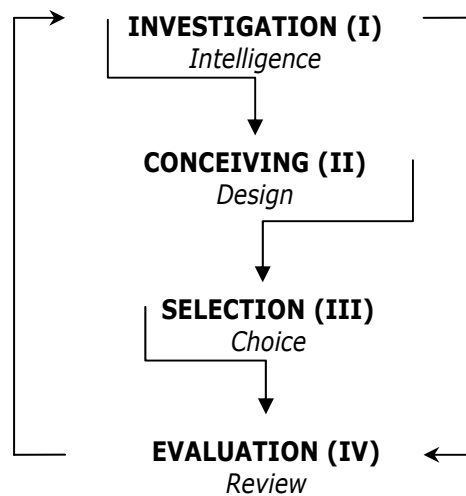 INVESTIGATION (I)
Intelligence
CONCEIVING (II)
Design
SELECTION (III)
Choice
EVALUATION (IV)
Review